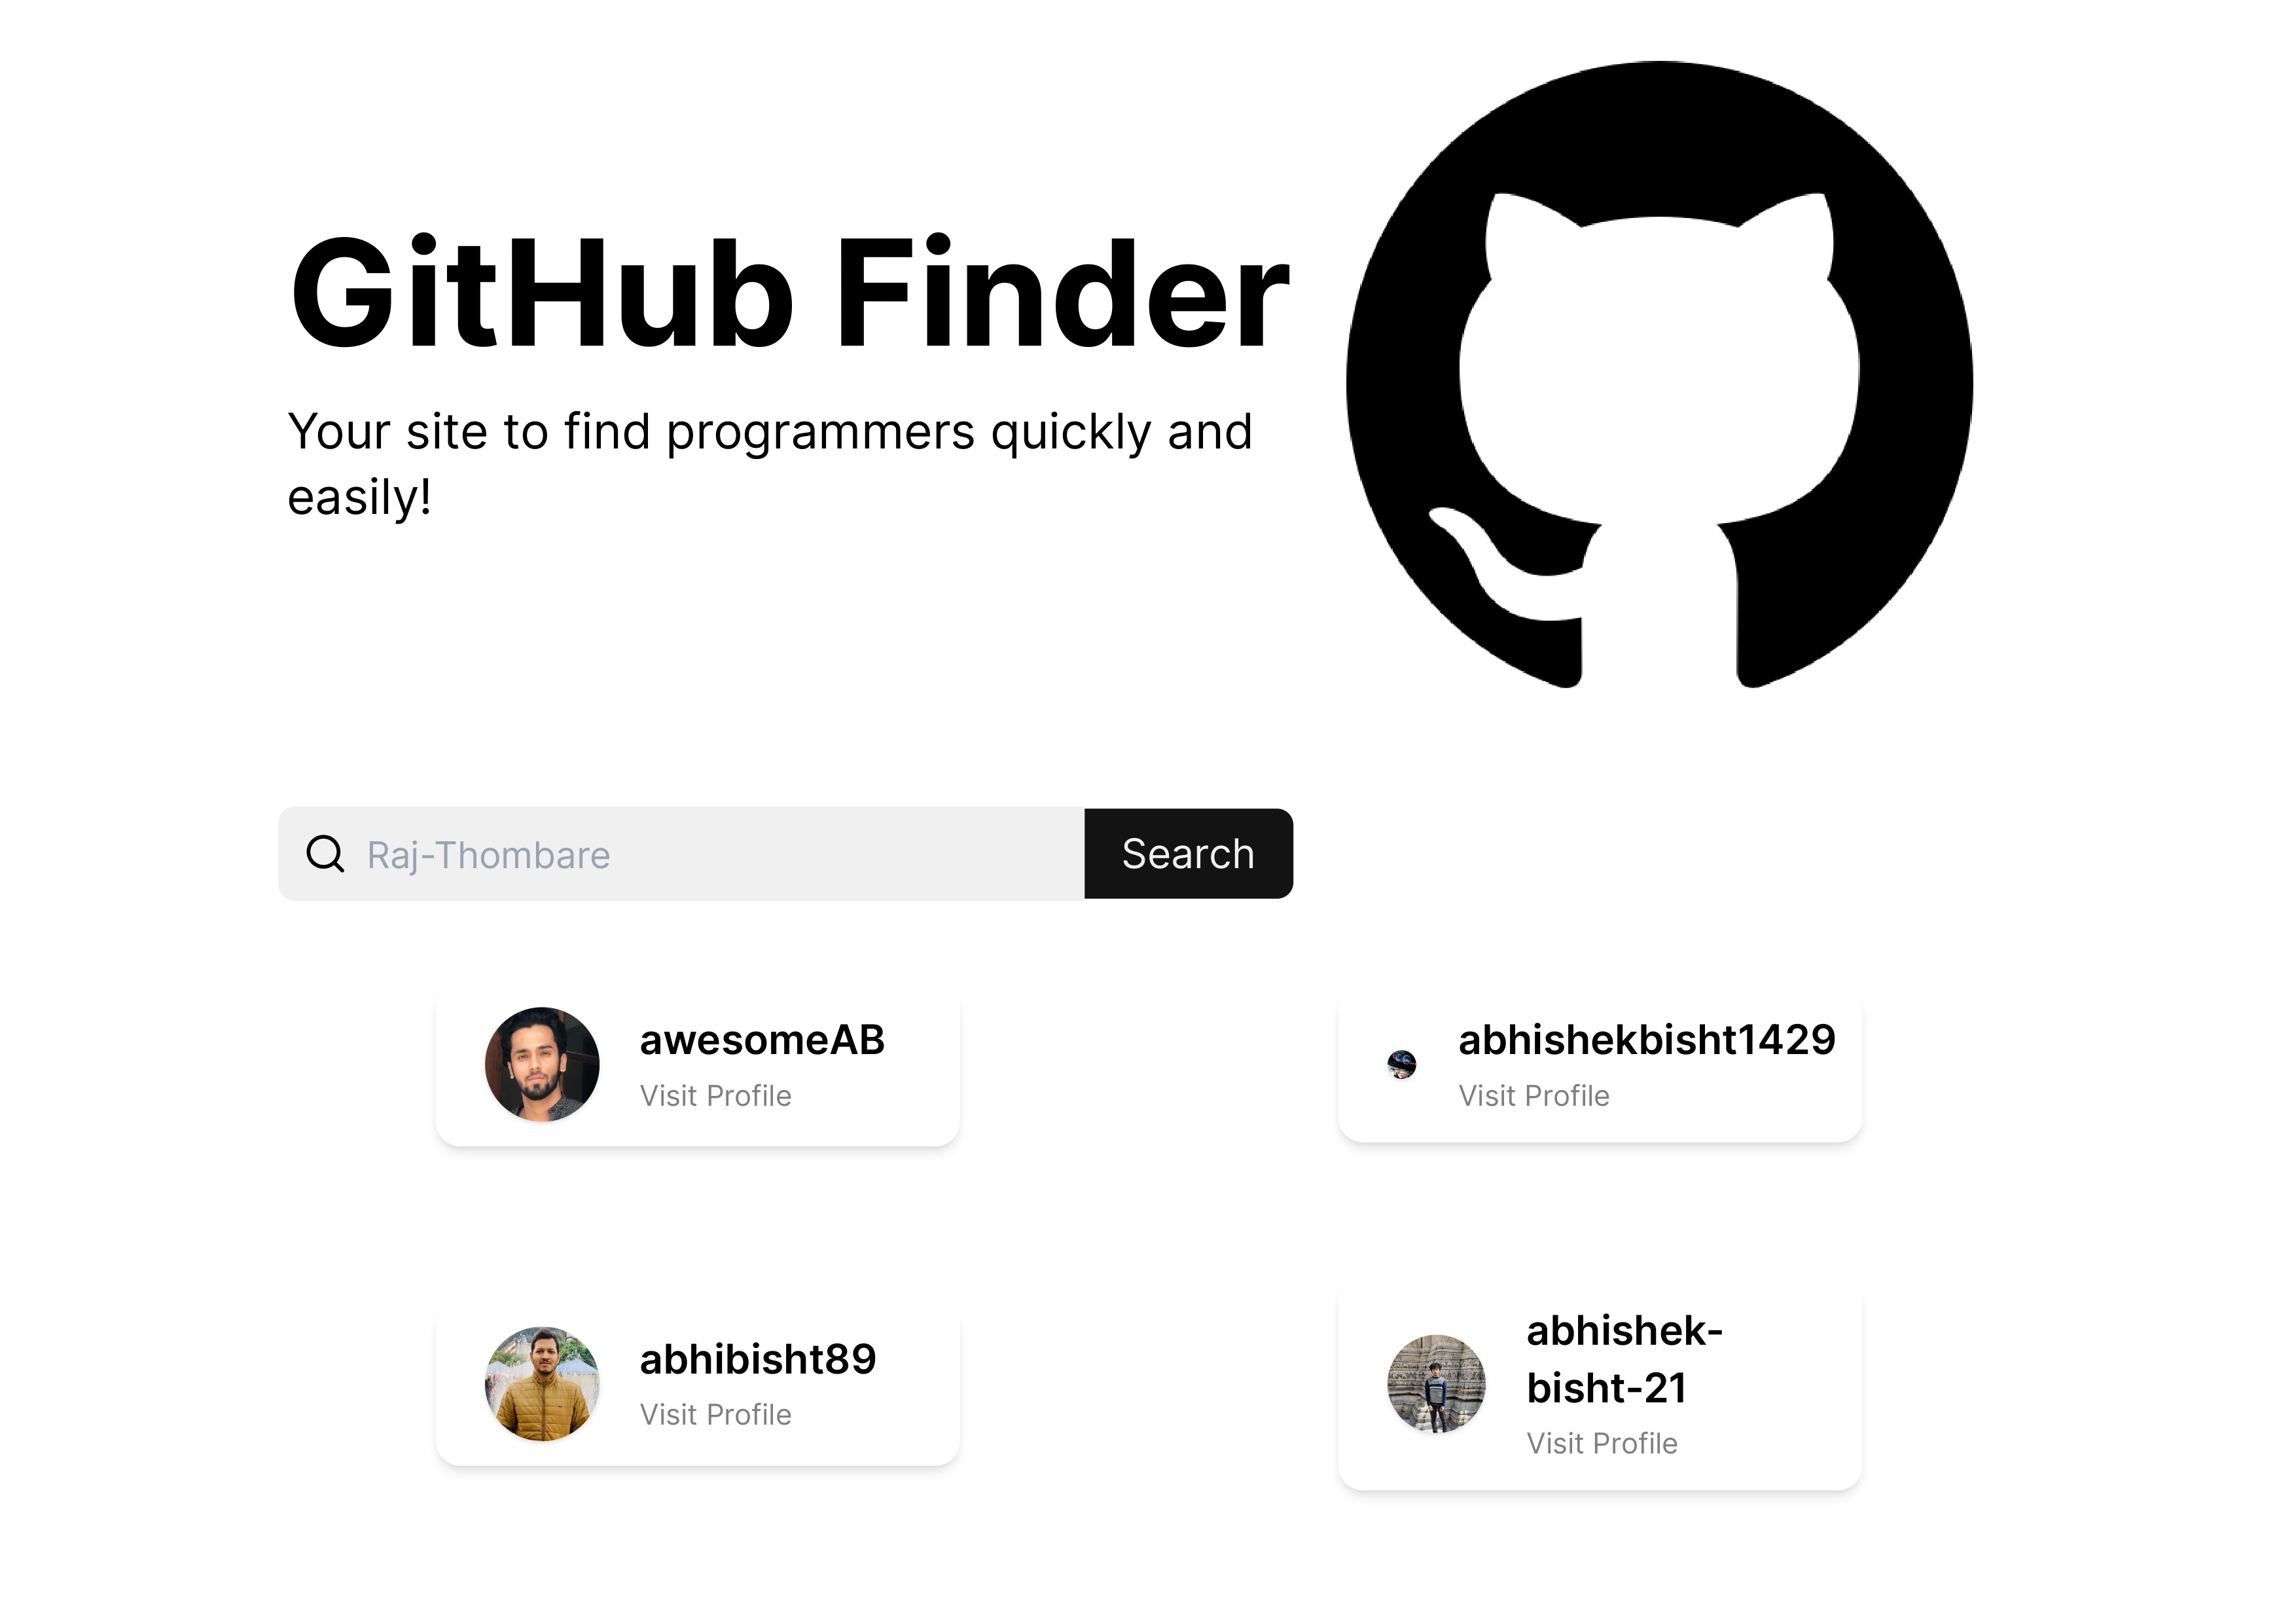 GitHub Finder
Your site to find programmers quickly and
easily!
Raj-Thombare
Search
awesomeAB
Visit Profile
abhishekbisht1429
Visit Profile
abhibisht89
Visit Profile
abhishek-
bisht-21
Visit Profile